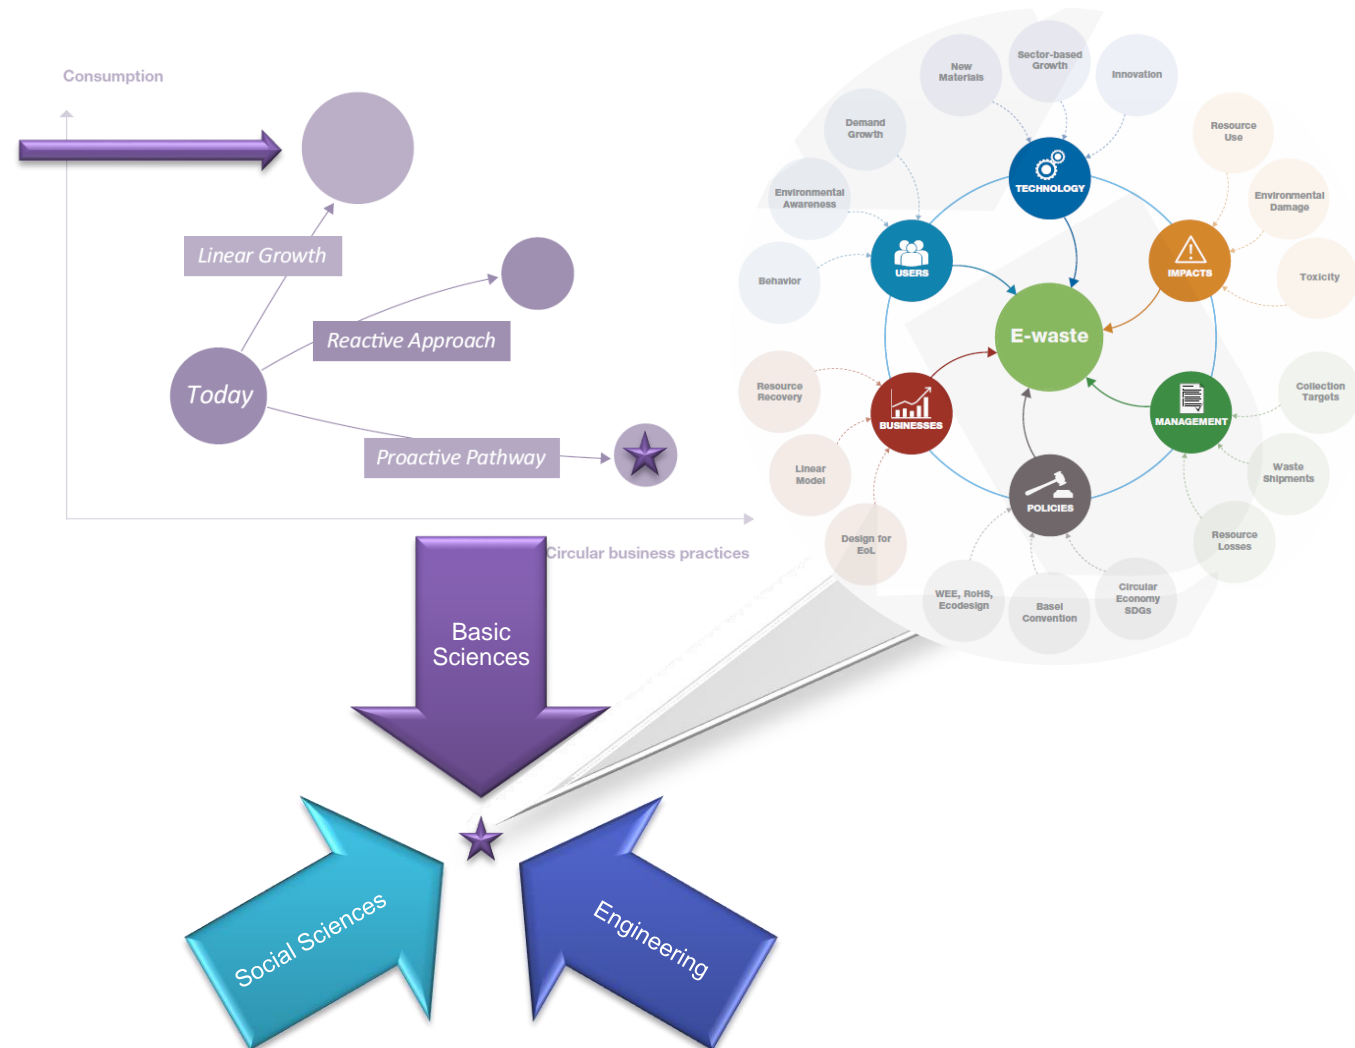 Consumption
Linear Growth
Reactive Approach
Today
Proactive Pathway
Circular business practices
New
Materials
Sector-based
Growth
Innovation
Demand
Growth
Resource
Use
Environmental
Awareness
TECHNOLOGY
Environmental
Damage
USERS
IMPACTS
Behavior
Toxicity
E-waste
Resource
Recovery
BUSINESSES
MANAGEMENT
Collection
Targets
Linear
Model
POLICIES
Waste
Shipments
Design for
EoL
Resource
Losses
WEE, RoHS,
Ecodesign
Basel
Convention
Circular
Economy
SDGs
Basic
Sciences
Social Sciences
Engineering